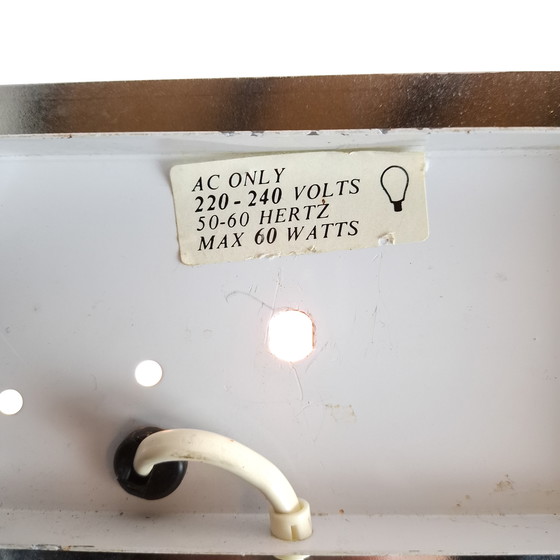 AC ONLY
220-240 VOLTS
50-60 HERTZ
MAX 60 WATTS